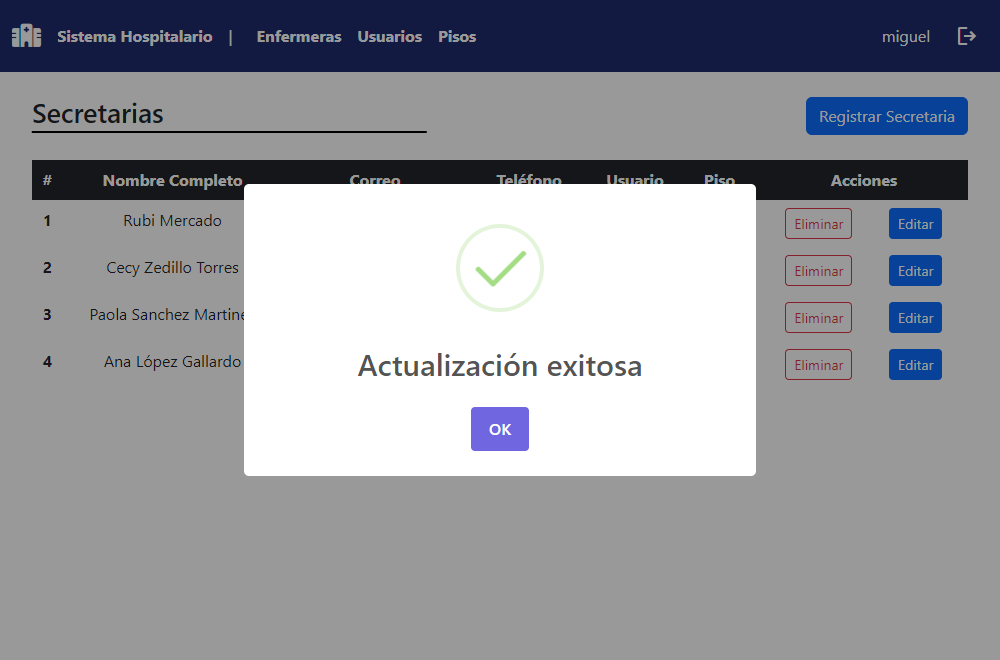 Sistema Hospitalario | Enfermeras Usuarios Pisos miguel
Secretarias
Registrar Secretaria
# Nombre Completo Correo Teléfono Usuario Piso Acciones
1 Rubi Mercado Eliminar Editar
2 Cecy Zedillo Torres Eliminar Editar
3 Paola Sanchez Eliminar Editar
4 Ana López Gallardo Eliminar Editar
Actualización exitosa
OK